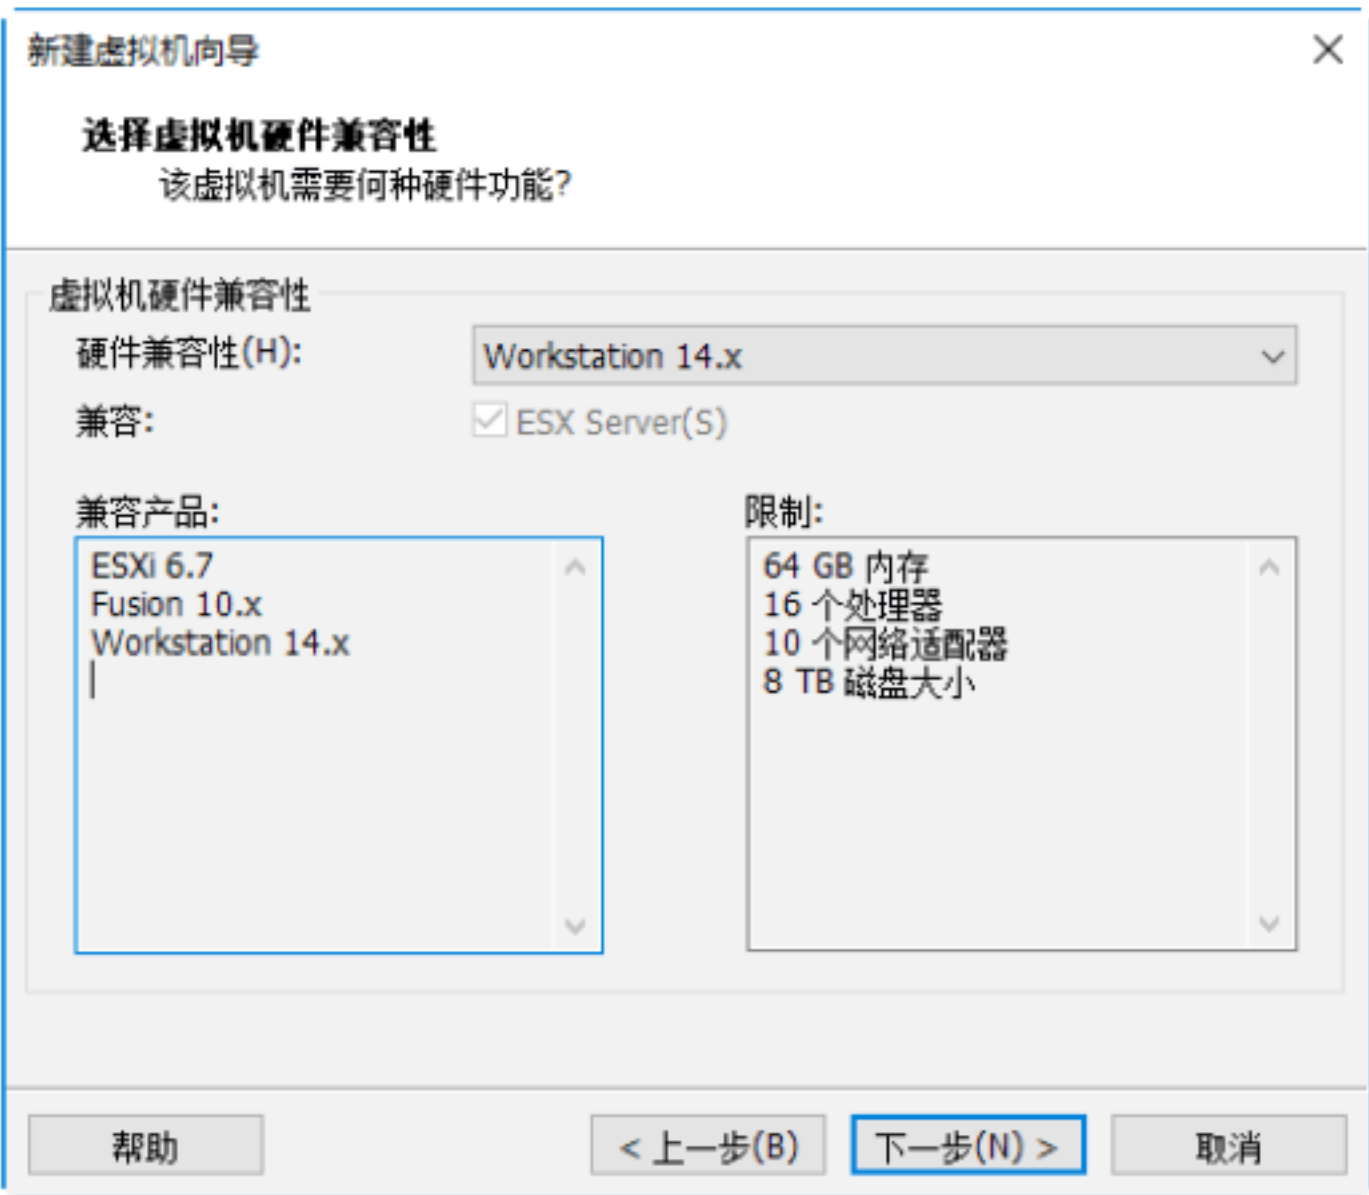 新建虚拟机向导
选择虚拟机硬件兼容性
该虚拟机需要何种硬件功能?
虚拟机硬件兼容性
硬件兼容性(H): Workstation 14.x
兼容: ESX Server(S)
兼容产品:
ESXi 6.7
Fusion 10.x
Workstation 14.x
限制:
64 GB 内存
16 个处理器
10 个网络适配器
8 TB 磁盘大小
帮助 < 上一步(B) 下一步(N) > 取消